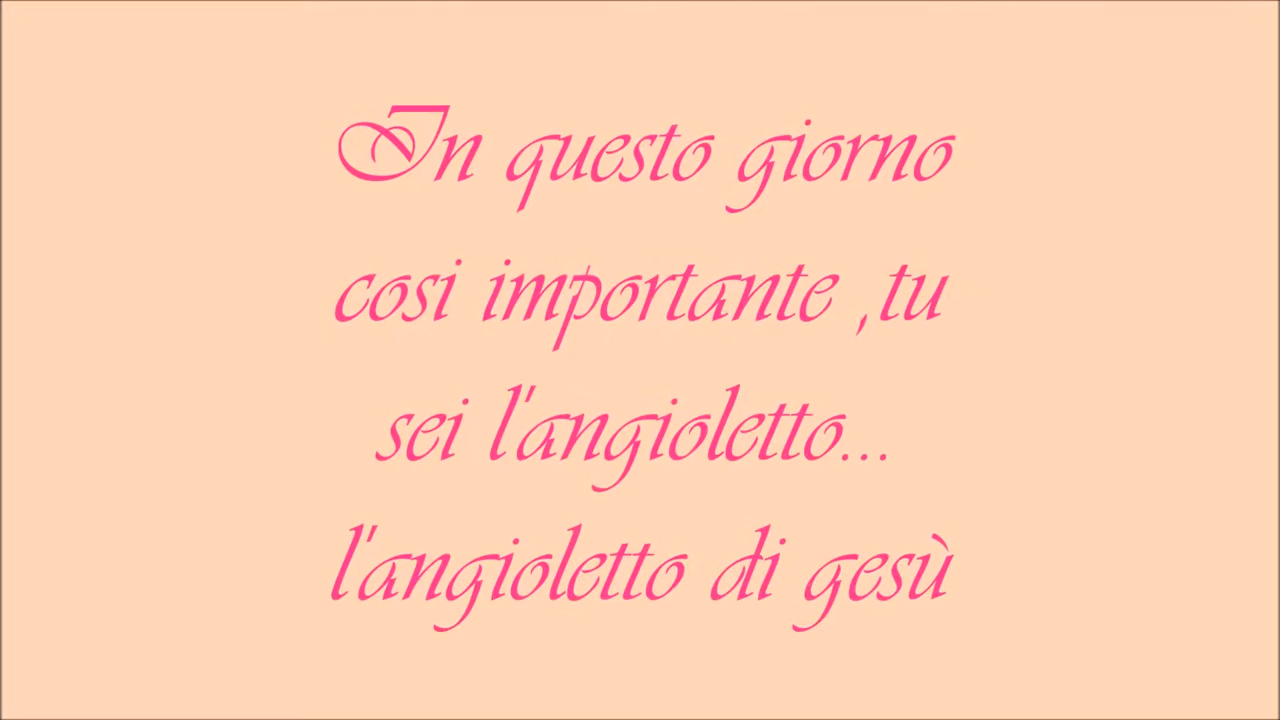 In questo giorno
cosi importante ,tu
sei l'angioletto...
l'angioletto di gesù